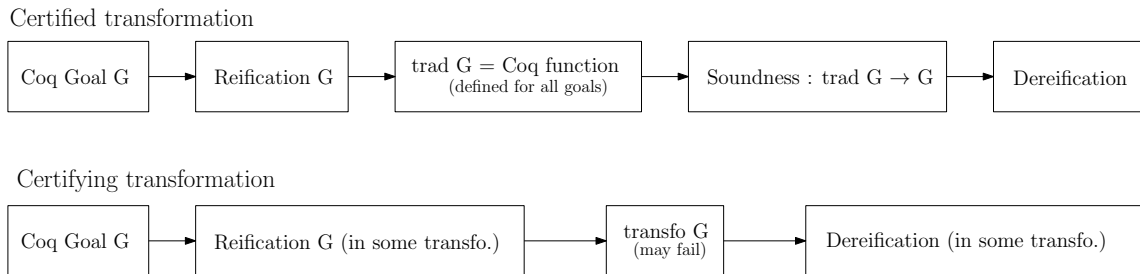 Certified transformation
Coq Goal G
Reification G
trad G = Coq function
(defined for all goals)
Soundness : trad G → G
Dereification
Certifying transformation
Coq Goal G
Reification G (in some transfo.)
transfo G
(may fail)
Dereification (in some transfo.)